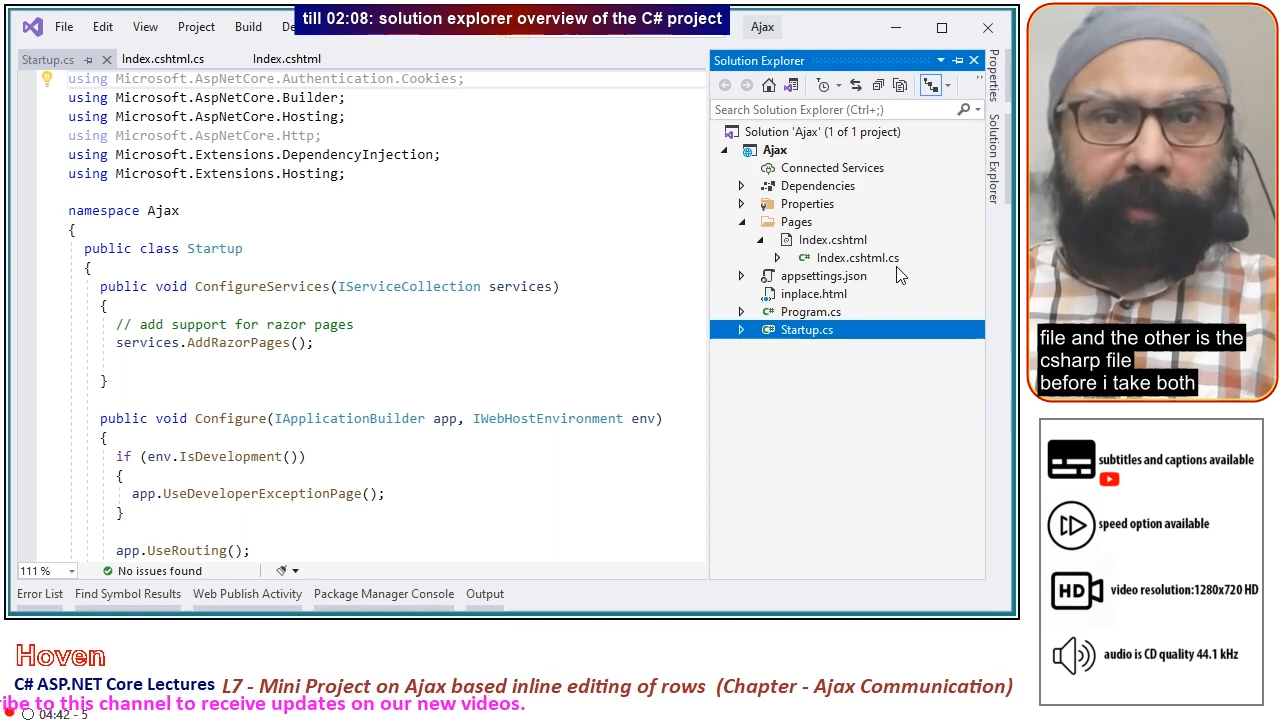 till 02:08: solution explorer overview of the C# project
File Edit View Project Build De
Ajax
Startup.cs
Index.cshtml.cs
Index.cshtml
using Microsoft.AspNetCore.Authentication.Cookies;
using Microsoft.AspNetCore.Builder;
using Microsoft.AspNetCore.Hosting;
using Microsoft.AspNetCore.Http;
using Microsoft.Extensions.DependencyInjection;
using Microsoft.Extensions.Hosting;
namespace Ajax
{
public class Startup
{
public void ConfigureServices(IServiceCollection services)
{
// add support for razor pages
services.AddRazorPages();
}
public void Configure(IApplicationBuilder app, IWebHostEnvironment env)
{
if (env.IsDevelopment())
{
app.UseDeveloperExceptionPage();
}
app.UseRouting();
111 %
No issues found
Error List Find Symbol Results Web Publish Activity Package Manager Console Output
Solution Explorer
Search Solution Explorer (Ctrl+;)
Solution 'Ajax' (1 of 1 project)
Ajax
Connected Services
Dependencies
Properties
Pages
Index.cshtml
C# Index.cshtml.cs
appsettings.json
inplace.html
C# Program.cs
C# Startup.cs
Properties
Solution Explorer
file and the other is the
csharp file
before i take both
subtitles and captions available
speed option available
HD video resolution:1280x720 HD
audio is CD quality 44.1 kHz
Hoven
C# ASP.NET Core Lectures L7 - Mini Project on Ajax based inline editing of rows (Chapter - Ajax Communication)
ibe to this channel to receive updates on our new videos.
04:42 - 5